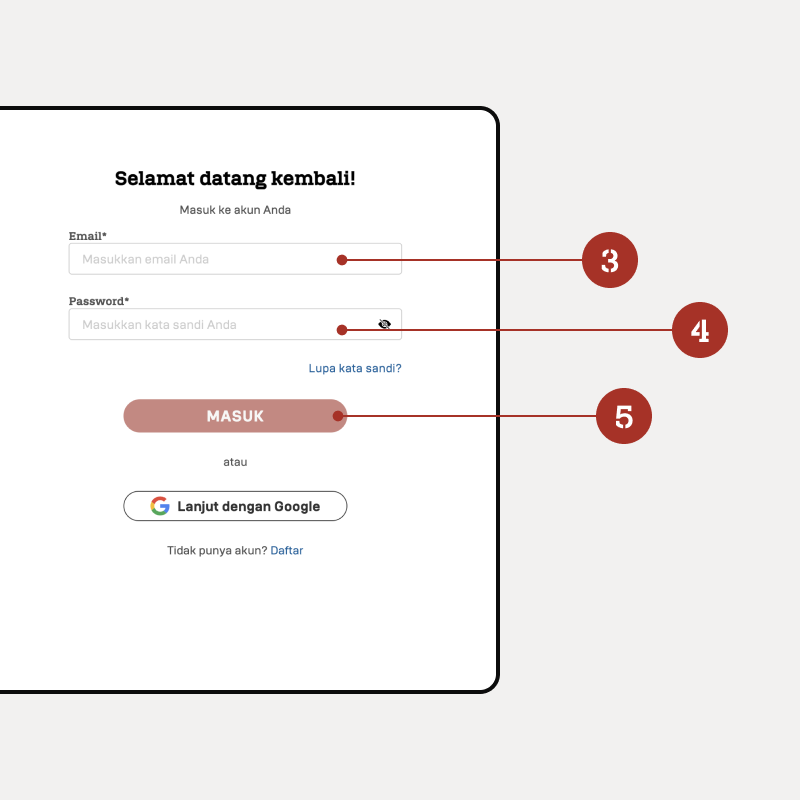 Selamat datang kembali!
Masuk ke akun Anda
Email*
Masukkan email Anda
3
Password*
Masukkan kata sandi Anda
4
Lupa kata sandi?
MASUK
5
atau
Lanjut dengan Google
Tidak punya akun? Daftar